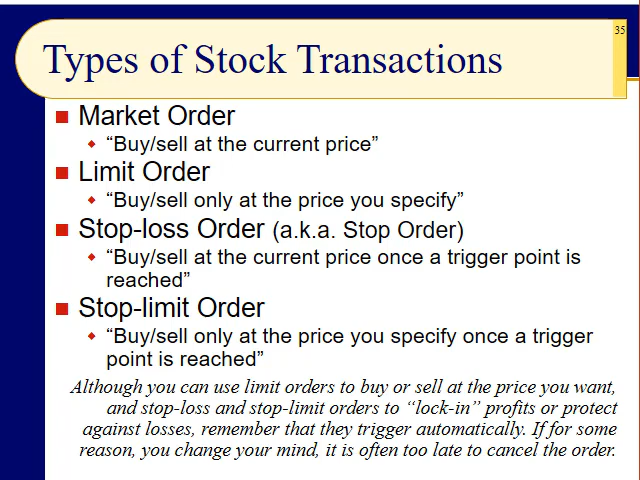 35
Types of Stock Transactions
Market Order
“Buy/sell at the current price”
Limit Order
“Buy/sell only at the price you specify”
Stop-loss Order (a.k.a. Stop Order)
“Buy/sell at the current price once a trigger point is
reached”
Stop-limit Order
“Buy/sell only at the price you specify once a trigger
point is reached”
Although you can use limit orders to buy or sell at the price you want,
and stop-loss and stop-limit orders to “lock-in” profits or protect
against losses, remember that they trigger automatically. If for some
reason, you change your mind, it is often too late to cancel the order.